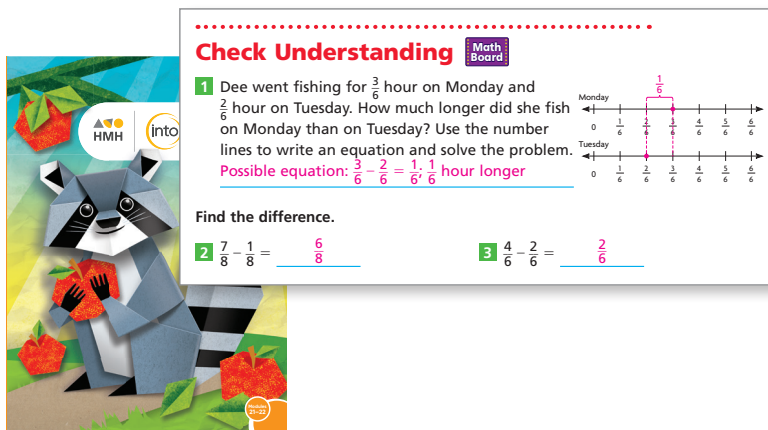 HMH
into
Modules
21–22
Check Understanding
Math
Board
1 Dee went fishing for 3/6 hour on Monday and
2/6 hour on Tuesday. How much longer did she fish
on Monday than on Tuesday? Use the number
lines to write an equation and solve the problem.
Possible equation: 3/6 − 2/6 = 1/6; 1/6 hour longer
1/6
Monday
0 1/6 2/6 3/6 4/6 5/6 6/6
Tuesday
0 1/6 2/6 3/6 4/6 5/6 6/6
Find the difference.
2 7/8 − 1/8 = 6/8
3 4/6 − 2/6 = 2/6